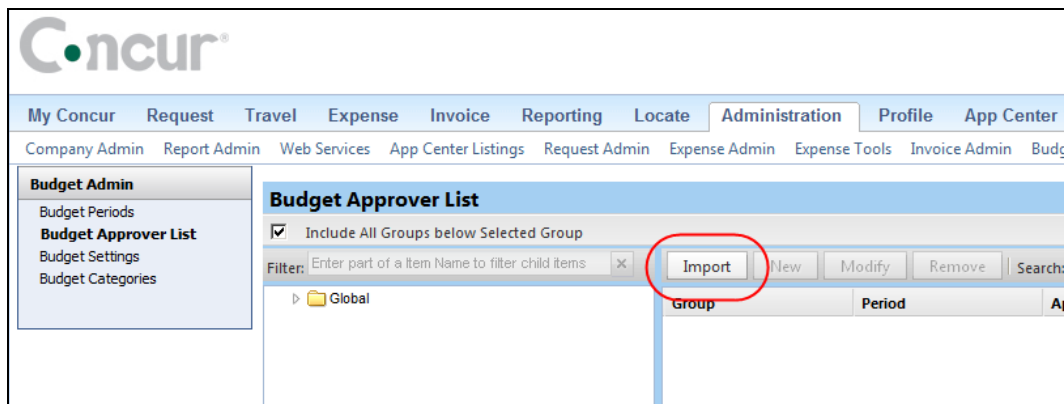 Concur®
My Concur Request Travel Expense Invoice Reporting Locate Administration Profile App Center
Company Admin Report Admin Web Services App Center Listings Request Admin Expense Admin Expense Tools Invoice Admin Budg
Budget Admin
Budget Periods
Budget Approver List
Budget Settings
Budget Categories
Budget Approver List
Include All Groups below Selected Group
Filter: Enter part of a Item Name to filter child items
Import New Modify Remove Search:
Global
Group Period Ap